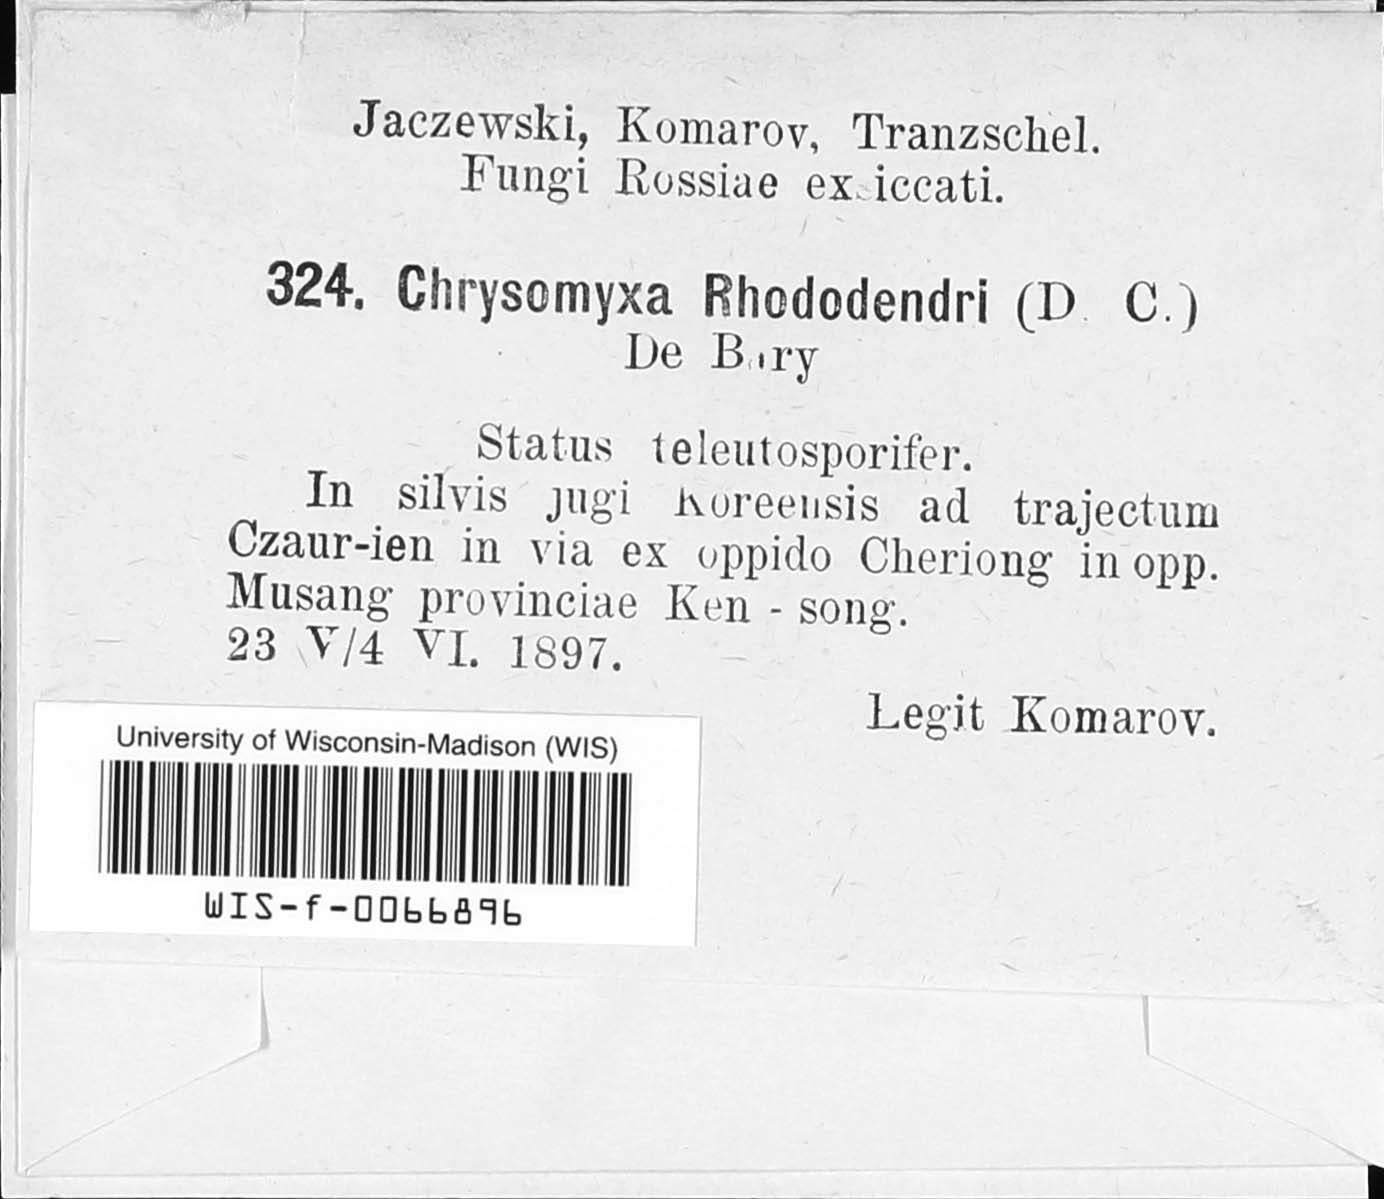 Jaczewski, Komarov, Tranzschel.
Fungi Rossiae exsiccati.
324. Chrysomyxa Rhododendri (D. C.)
De Bary
Status teleutosporifer.
In silvis jugi Koreensis ad trajectum
Czaur-ien in via ex oppido Cheriong in opp.
Musang provinciae Ken - song.
23 V/4 VI. 1897.
Legit Komarov.
University of Wisconsin-Madison (WIS)
WIS-f-0066896